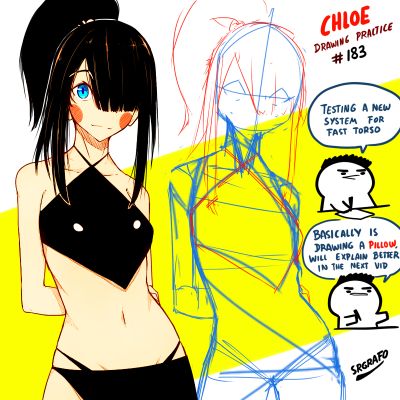 CHLOE
DRAWING PRACTICE
#183
TESTING A NEW
SYSTEM FOR
FAST TORSO
BASICALLY IS
DRAWING A PILLOW,
WILL EXPLAIN BETTER
IN THE NEXT VID
SRGRAFO